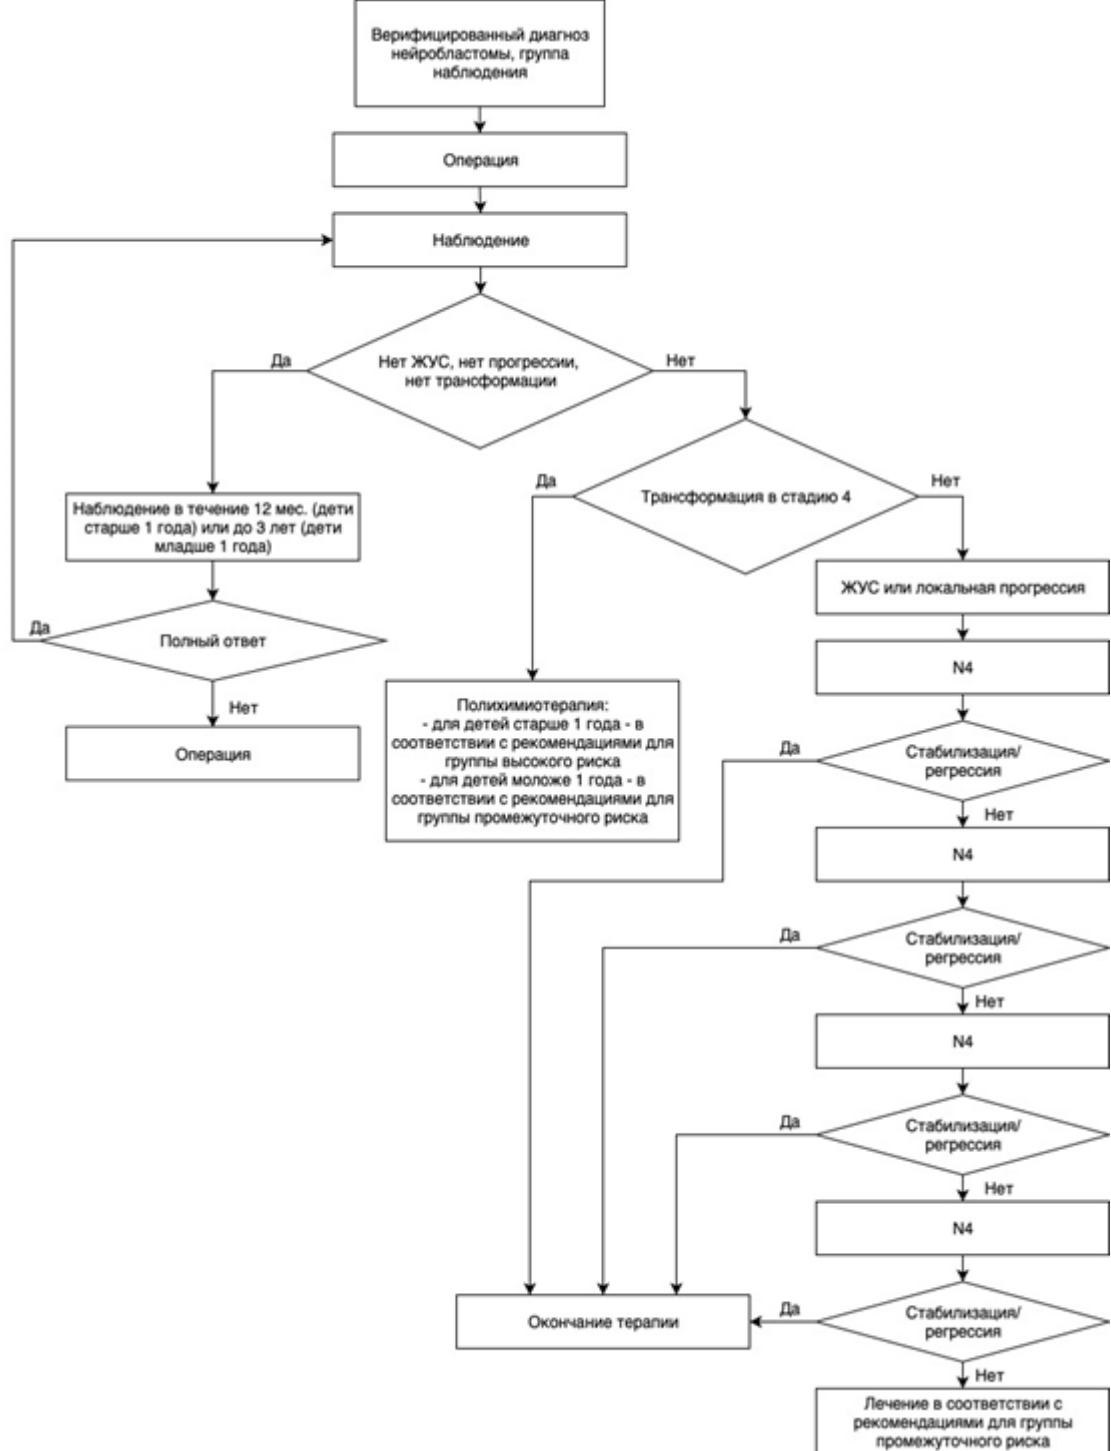 Верифицированный диагноз
нейробластомы, группа
наблюдения
Операция
Наблюдение
Нет ЖУС, нет прогрессии,
нет трансформации
Да
Нет
Трансформация в стадию 4
Да
Нет
Наблюдение в течение 12 мес. (дети
старше 1 года) или до 3 лет (дети
младше 1 года)
Полный ответ
Да
Нет
Операция
Полихимиотерапия:
- для детей старше 1 года - в
соответствии с рекомендациями для
группы высокого риска
- для детей моложе 1 года - в
соответствии с рекомендациями для
группы промежуточного риска
ЖУС или локальная прогрессия
N4
Стабилизация/
регрессия
Да
Нет
N4
Стабилизация/
регрессия
Да
Нет
N4
Стабилизация/
регрессия
Да
Нет
N4
Стабилизация/
регрессия
Да
Нет
Окончание терапии
Лечение в соответствии с
рекомендациями для группы
промежуточного риска